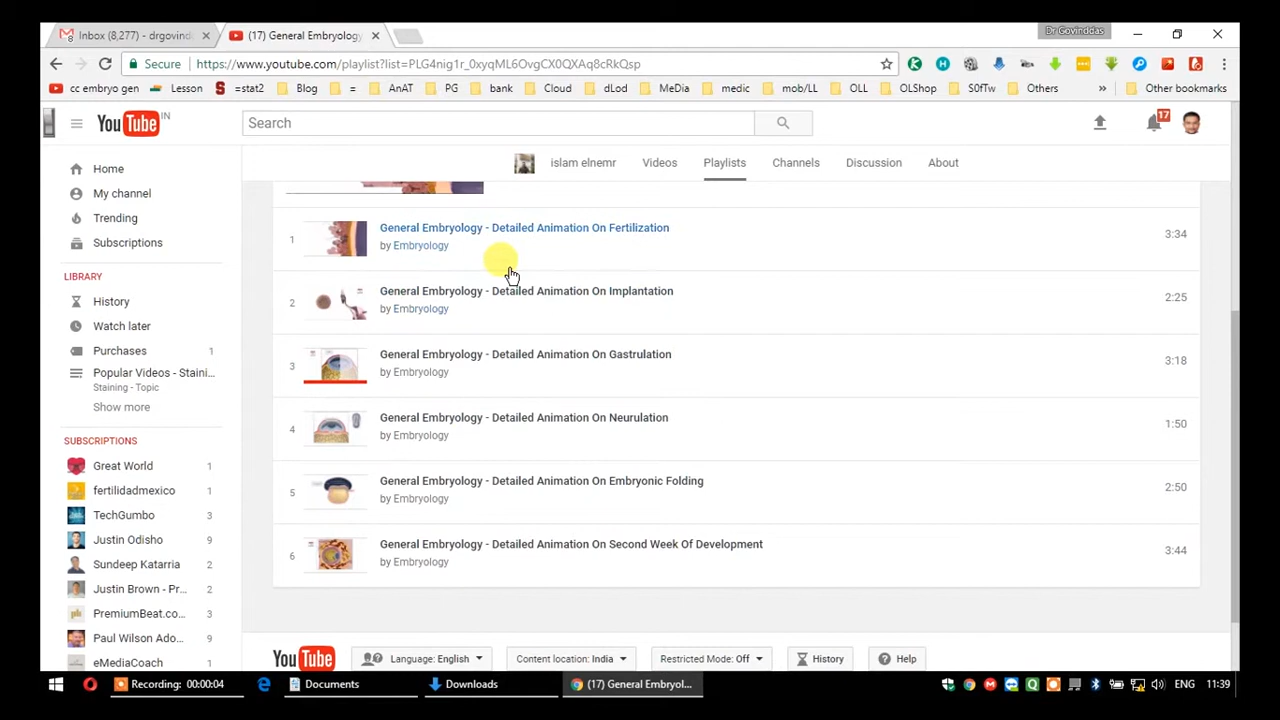 Dr Govinddas
Inbox (8,277) - drgovind
(17) General Embryology
Secure
https://www.youtube.com/playlist?list=PLG4nig1r_0xyqML6OvgCX0QXAq8cRkQsp
cc embryo gen
Lesson
=stat2
Blog
=
AnAT
PG
bank
Cloud
dLod
MeDia
medic
mob/LL
OLL
OLShop
S0fTw
Others
»
Other bookmarks
YouTube IN
Search
17
islam elnemr
Videos
Playlists
Channels
Discussion
About
Home
My channel
Trending
Subscriptions
LIBRARY
History
Watch later
Purchases 1
Popular Videos - Staini...
Staining - Topic
Show more
SUBSCRIPTIONS
Great World 1
fertilidadmexico 1
TechGumbo 3
Justin Odisho 9
Sundeep Katarria 2
Justin Brown - Pr... 2
PremiumBeat.co... 3
Paul Wilson Ado... 9
eMediaCoach 1
1 General Embryology - Detailed Animation On Fertilization 3:34
by Embryology
2 General Embryology - Detailed Animation On Implantation 2:25
by Embryology
3 General Embryology - Detailed Animation On Gastrulation 3:18
by Embryology
4 General Embryology - Detailed Animation On Neurulation 1:50
by Embryology
5 General Embryology - Detailed Animation On Embryonic Folding 2:50
by Embryology
6 General Embryology - Detailed Animation On Second Week Of Development 3:44
by Embryology
YouTube
Language: English
Content location: India
Restricted Mode: Off
History
Help
Recording: 00:00:04
Documents
Downloads
(17) General Embryol...
ENG
11:39